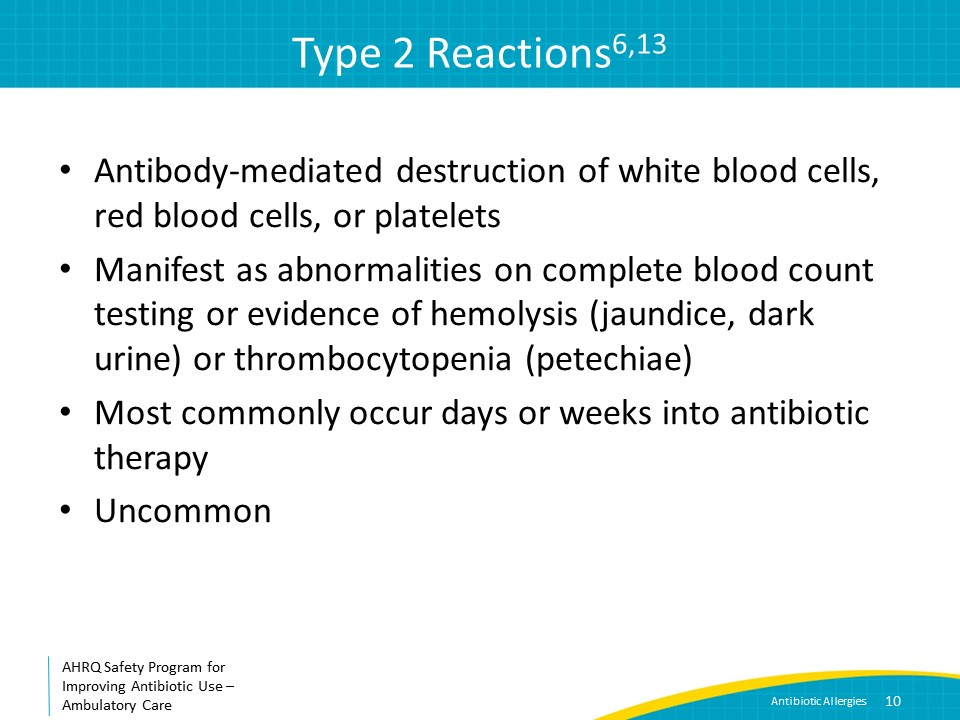 Type 2 Reactions6,13
• Antibody-mediated destruction of white blood cells,
red blood cells, or platelets
• Manifest as abnormalities on complete blood count
testing or evidence of hemolysis (jaundice, dark
urine) or thrombocytopenia (petechiae)
• Most commonly occur days or weeks into antibiotic
therapy
• Uncommon
AHRQ Safety Program for
Improving Antibiotic Use –
Ambulatory Care
Antibiotic Allergies 10